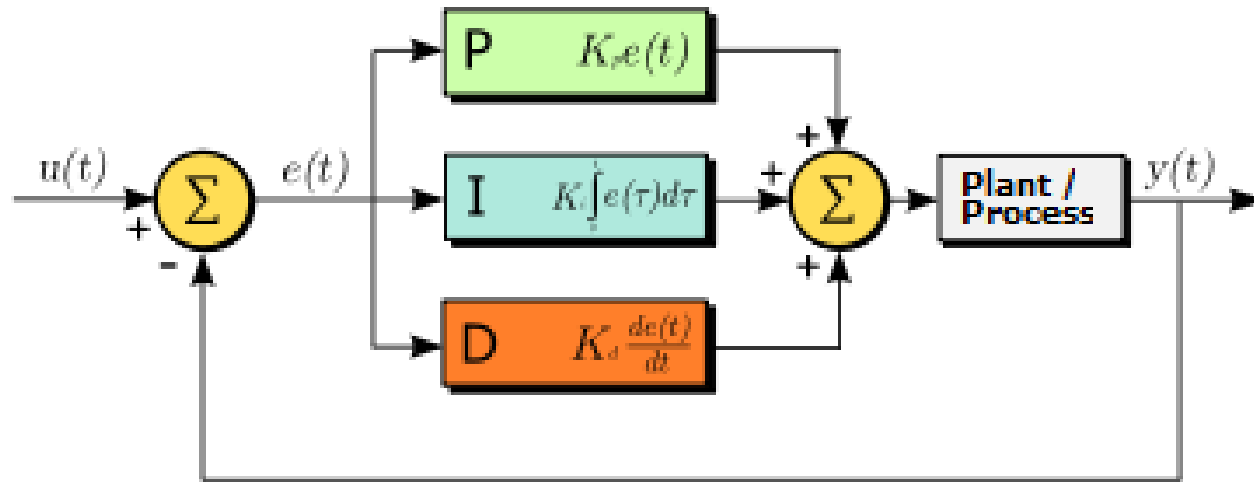 P K_p e(t)
+
u(t) Σ e(t) I K_i ∫ e(τ)dτ + Σ Plant / Process y(t)
+
-
+
D K_d de(t)/dt